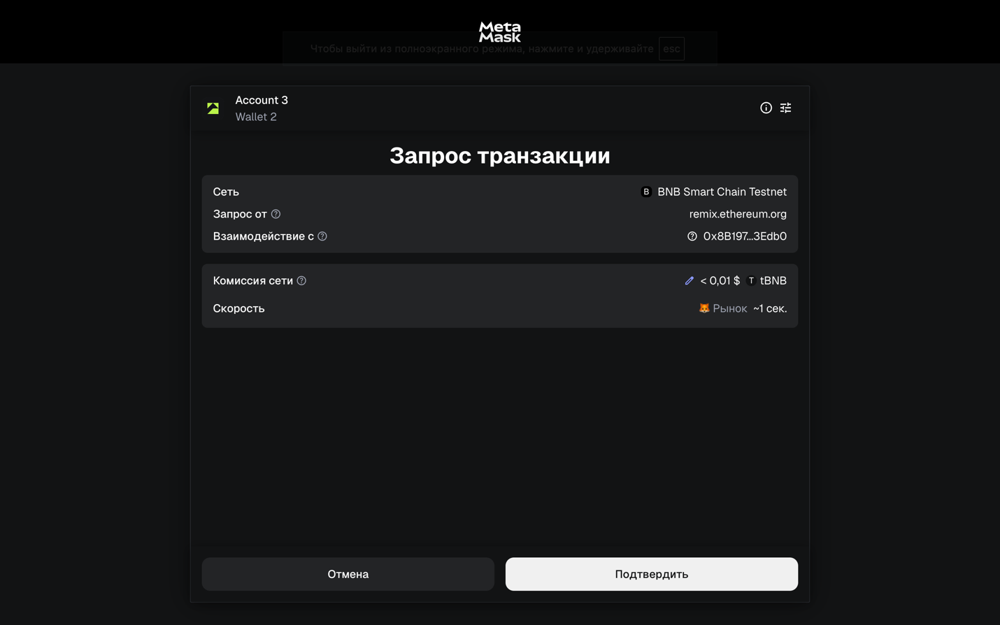 Meta
Mask
Чтобы выйти из полноэкранного режима, нажмите и удерживайте esc
Account 3
Wallet 2
Запрос транзакции
Сеть
B BNB Smart Chain Testnet
Запрос от
remix.ethereum.org
Взаимодействие с
0x8B197...3Edb0
Комиссия сети
< 0,01 $ T tBNB
Скорость
Рынок ~1 сек.
Отмена
Подтвердить